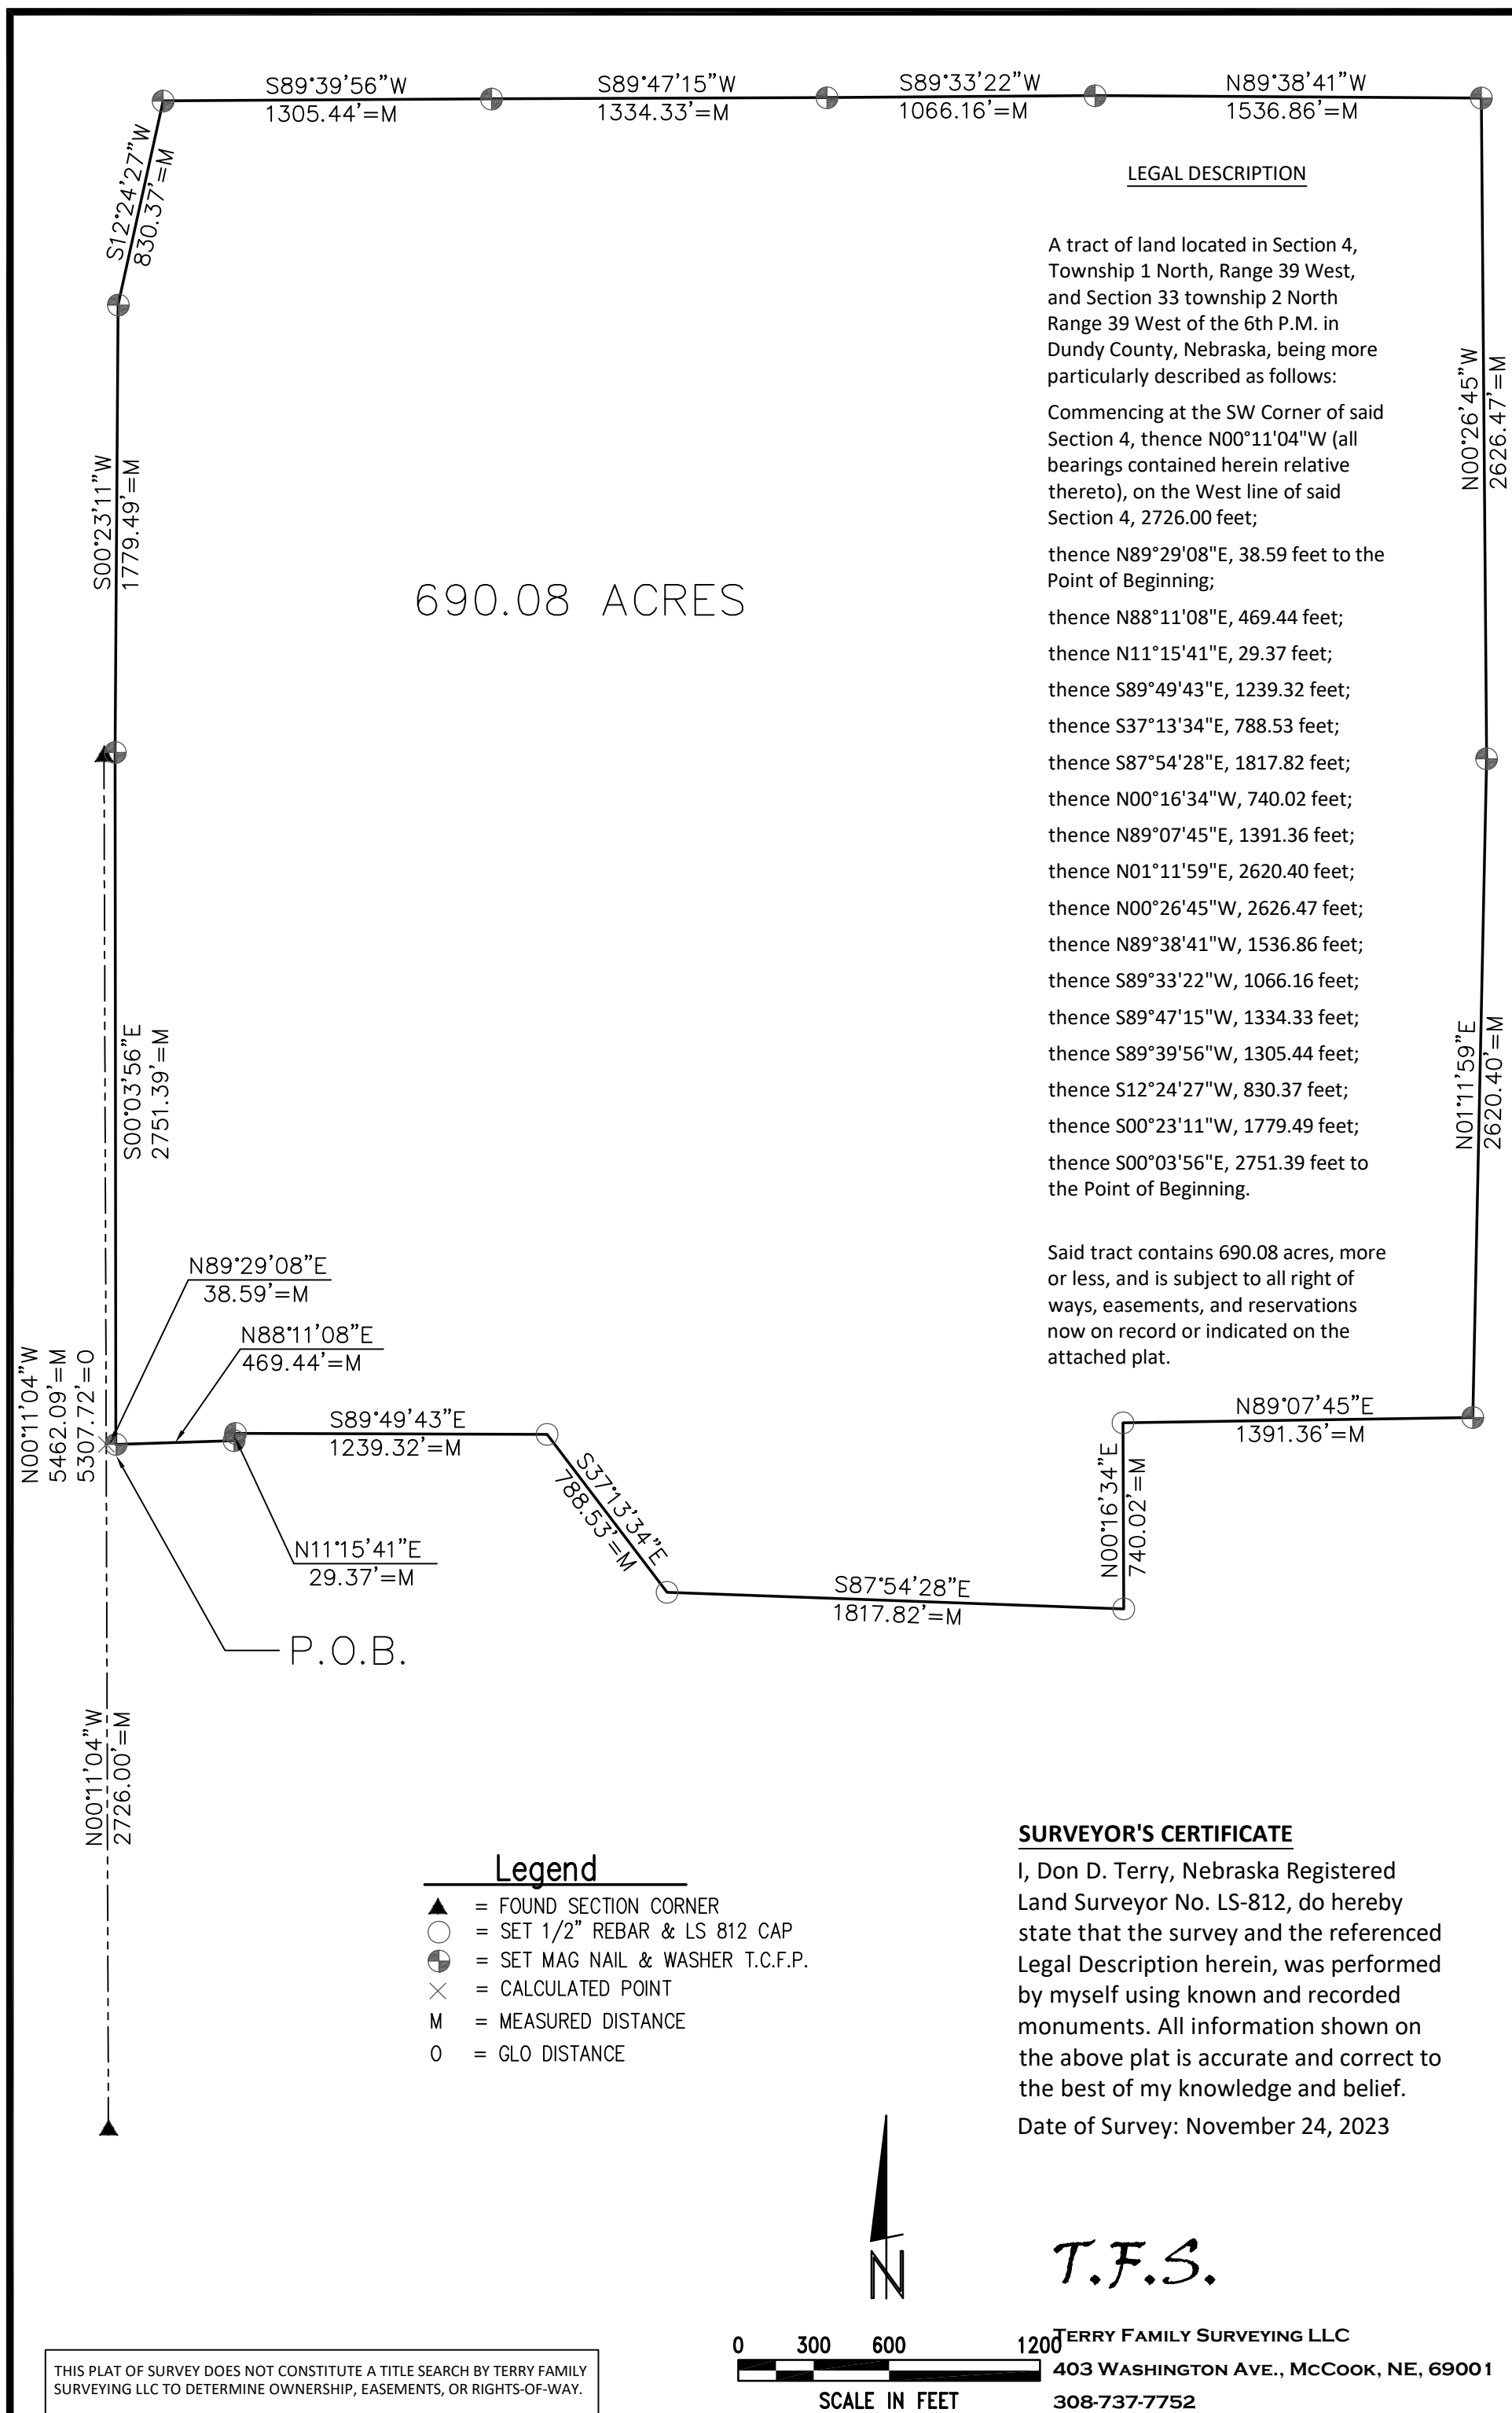 S89°39'56"W
1305.44'=M
S89°47'15"W
1334.33'=M
S89°33'22"W
1066.16'=M
N89°38'41"W
1536.86'=M
S12°24'27"W
830.37'=M
LEGAL DESCRIPTION
A tract of land located in Section 4,
Township 1 North, Range 39 West,
and Section 33 township 2 North
Range 39 West of the 6th P.M. in
Dundy County, Nebraska, being more
particularly described as follows:
Commencing at the SW Corner of said
Section 4, thence N00°11'04"W (all
bearings contained herein relative
thereto), on the West line of said
Section 4, 2726.00 feet;
thence N89°29'08"E, 38.59 feet to the
Point of Beginning;
thence N88°11'08"E, 469.44 feet;
thence N11°15'41"E, 29.37 feet;
thence S89°49'43"E, 1239.32 feet;
thence S37°13'34"E, 788.53 feet;
thence S87°54'28"E, 1817.82 feet;
thence N00°16'34"W, 740.02 feet;
thence N89°07'45"E, 1391.36 feet;
thence N01°11'59"E, 2620.40 feet;
thence N00°26'45"W, 2626.47 feet;
thence N89°38'41"W, 1536.86 feet;
thence S89°33'22"W, 1066.16 feet;
thence S89°47'15"W, 1334.33 feet;
thence S89°39'56"W, 1305.44 feet;
thence S12°24'27"W, 830.37 feet;
thence S00°23'11"W, 1779.49 feet;
thence S00°03'56"E, 2751.39 feet to
the Point of Beginning.
Said tract contains 690.08 acres, more
or less, and is subject to all right of
ways, easements, and reservations
now on record or indicated on the
attached plat.
N00°26'45"W
2626.47'=M
S00°23'11"W
1779.49'=M
690.08 ACRES
S00°03'56"E
2751.39'=M
N01°11'59"E
2620.40'=M
N89°29'08"E
38.59'=M
N88°11'08"E
469.44'=M
N00°11'04"W
5462.09'=M
5307.72'=O
S89°49'43"E
1239.32'=M
N89°07'45"E
1391.36'=M
S37°13'34"E
788.53'=M
N00°16'34"E
740.02'=M
N11°15'41"E
29.37'=M
S87°54'28"E
1817.82'=M
P.O.B.
N00°11'04"W
2726.00'=M
Legend
= FOUND SECTION CORNER
= SET 1/2" REBAR & LS 812 CAP
= SET MAG NAIL & WASHER T.C.F.P.
= CALCULATED POINT
M = MEASURED DISTANCE
O = GLO DISTANCE
SURVEYOR'S CERTIFICATE
I, Don D. Terry, Nebraska Registered
Land Surveyor No. LS-812, do hereby
state that the survey and the referenced
Legal Description herein, was performed
by myself using known and recorded
monuments. All information shown on
the above plat is accurate and correct to
the best of my knowledge and belief.
Date of Survey: November 24, 2023
N
T.F.S.
TERRY FAMILY SURVEYING LLC
403 WASHINGTON AVE., MCCOOK, NE, 69001
308-737-7752
0 300 600 1200
SCALE IN FEET
THIS PLAT OF SURVEY DOES NOT CONSTITUTE A TITLE SEARCH BY TERRY FAMILY
SURVEYING LLC TO DETERMINE OWNERSHIP, EASEMENTS, OR RIGHTS-OF-WAY.